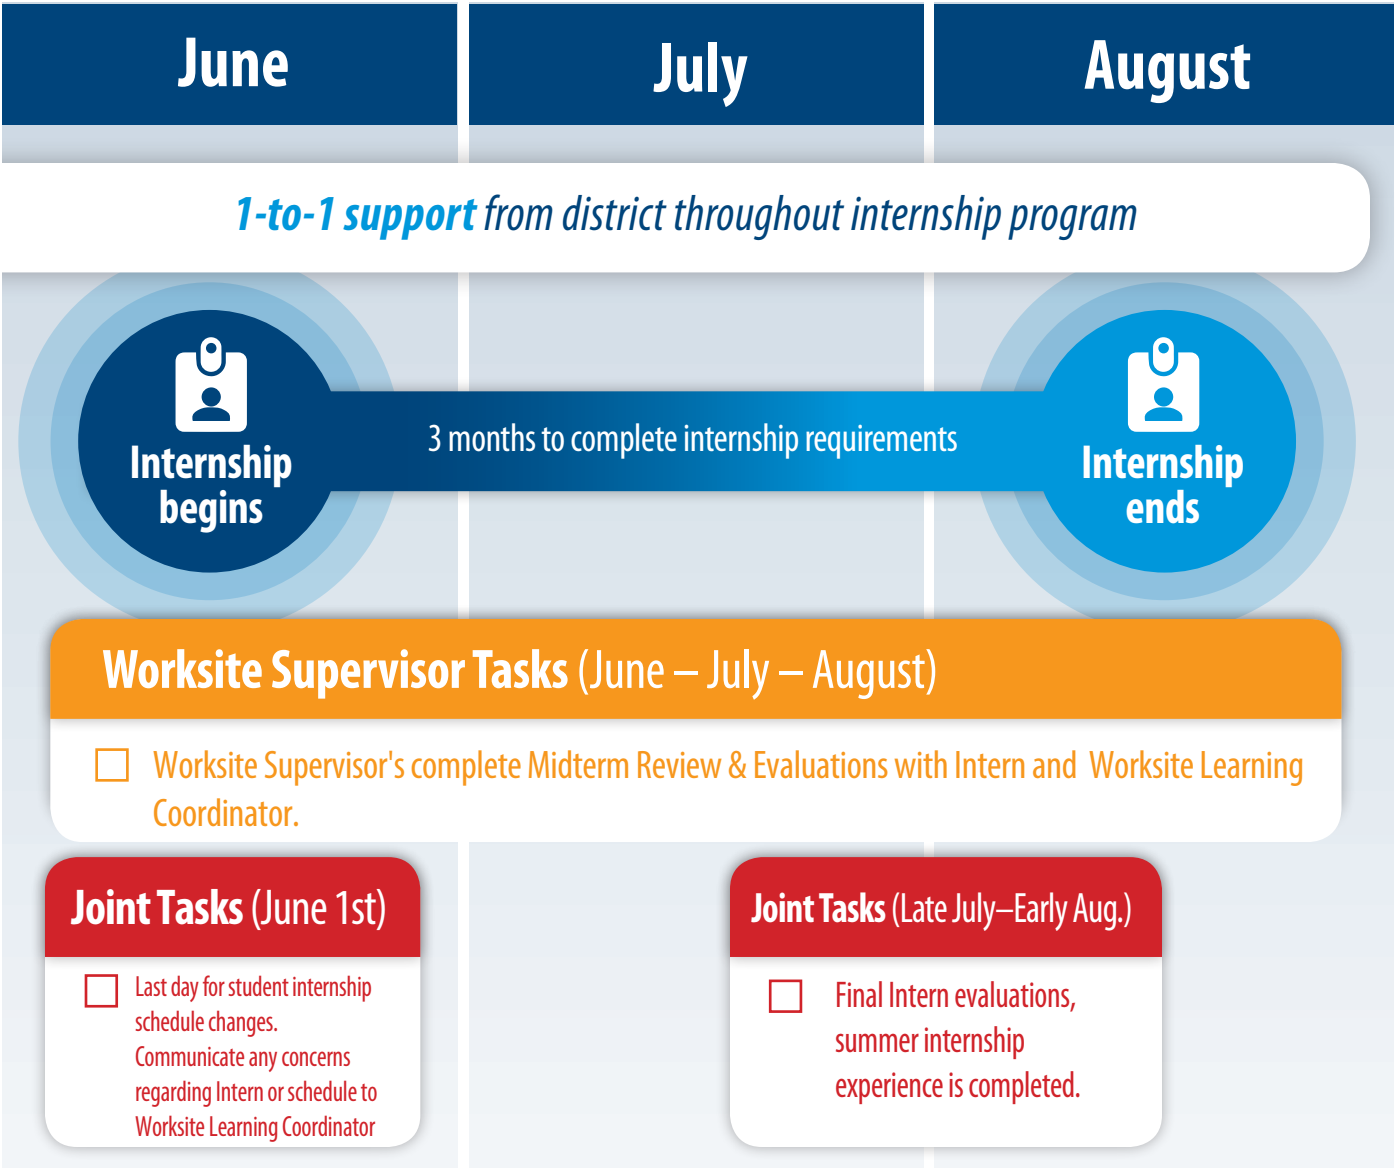 June
July
August
1-to-1 support from district throughout internship program
Internship
begins
3 months to complete internship requirements
Internship
ends
Worksite Supervisor Tasks (June – July – August)
Worksite Supervisor's complete Midterm Review & Evaluations with Intern and Worksite Learning
Coordinator.
Joint Tasks (June 1st)
Last day for student internship
schedule changes.
Communicate any concerns
regarding Intern or schedule to
Worksite Learning Coordinator
Joint Tasks (Late July–Early Aug.)
Final Intern evaluations,
summer internship
experience is completed.